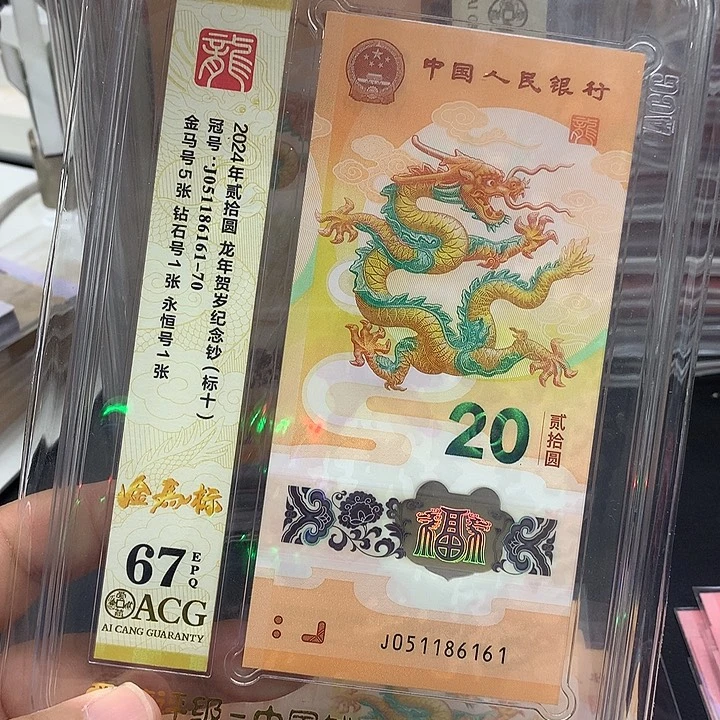 龍
2024年贰拾圆 龙年贺岁纪念钞(标十)
冠号:J051186161-70
金马号5张 钻石号1张 永恒号1张
金马标
67
EPQ
ACG
AI CANG GUARANTY
中国人民银行
龍
20
贰拾圆
福
J051186161
ACG